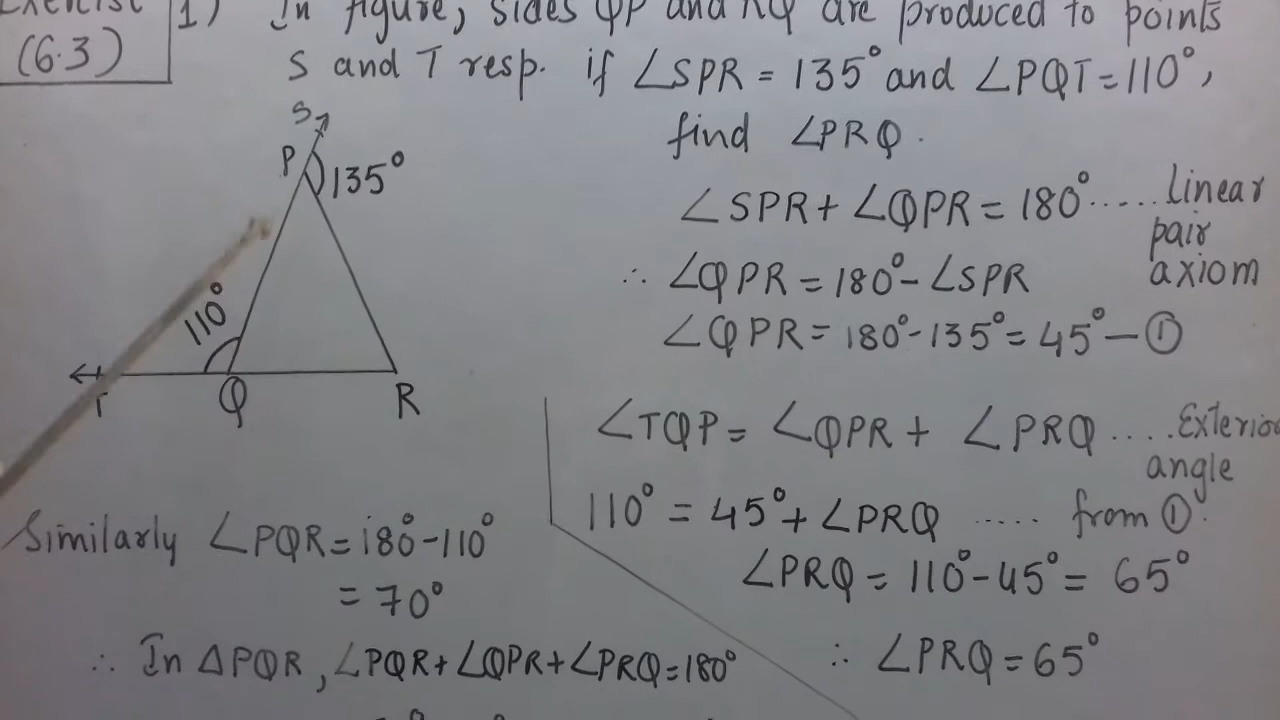 (6.3)
1) In figure, sides QP and RQ are produced to points
S and T resp. if ∠SPR = 135° and ∠PQT = 110°,
find ∠PRQ.
S
P
135°
110°
T
Q
R
∠SPR + ∠QPR = 180° ..... Linear
pair
axiom
∴ ∠QPR = 180° - ∠SPR
∠QPR = 180° - 135° = 45° — ①
∠TQP = ∠QPR + ∠PRQ .... Exterior
angle
110° = 45° + ∠PRQ ..... from ①.
∠PRQ = 110° - 45° = 65°
∴ ∠PRQ = 65°
Similarly ∠PQR = 180° - 110°
= 70°
∴ In △PQR, ∠PQR + ∠QPR + ∠PRQ = 180°